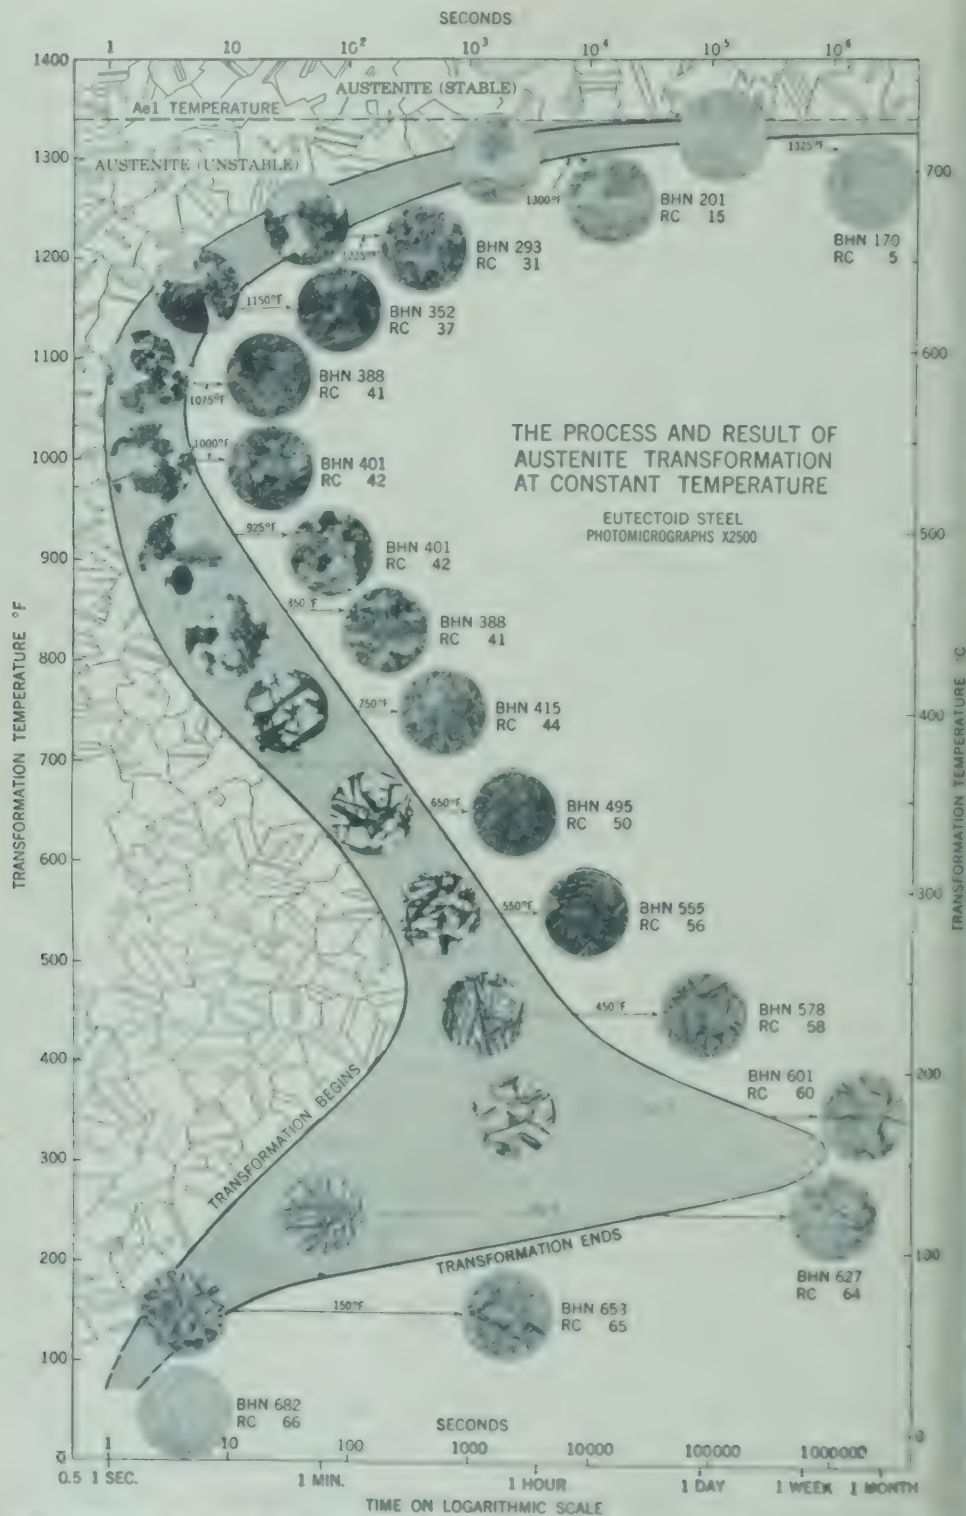 SECONDS
1 10 10² 10³ 10⁴ 10⁵ 10⁶
1400
AUSTENITE (STABLE)
Ae1 TEMPERATURE
1300
AUSTENITE (UNSTABLE)
1325°F
700
1300°F
BHN 201
RC 15
BHN 170
RC 5
1200
BHN 293
RC 31
1150°F
BHN 352
RC 37
1100
600
1075°F
BHN 388
RC 41
THE PROCESS AND RESULT OF
AUSTENITE TRANSFORMATION
AT CONSTANT TEMPERATURE
EUTECTOID STEEL
PHOTOMICROGRAPHS X2500
1000
1000°F
BHN 401
RC 42
925°F
500
900
BHN 401
RC 42
850°F
BHN 388
RC 41
TRANSFORMATION TEMPERATURE °F
TRANSFORMATION TEMPERATURE °C
800
750°F
BHN 415
RC 44
400
700
650°F
BHN 495
RC 50
600
300
550°F
BHN 555
RC 56
500
450°F
BHN 578
RC 58
400
200
BHN 601
RC 60
TRANSFORMATION BEGINS
300
200
TRANSFORMATION ENDS
100
BHN 627
RC 64
150°F
BHN 653
RC 65
100
BHN 682
RC 66
SECONDS
0
0
1 10 100 1000 10000 100000 1000000
0.5 1 SEC. 1 MIN. 1 HOUR 1 DAY 1 WEEK 1 MONTH
TIME ON LOGARITHMIC SCALE